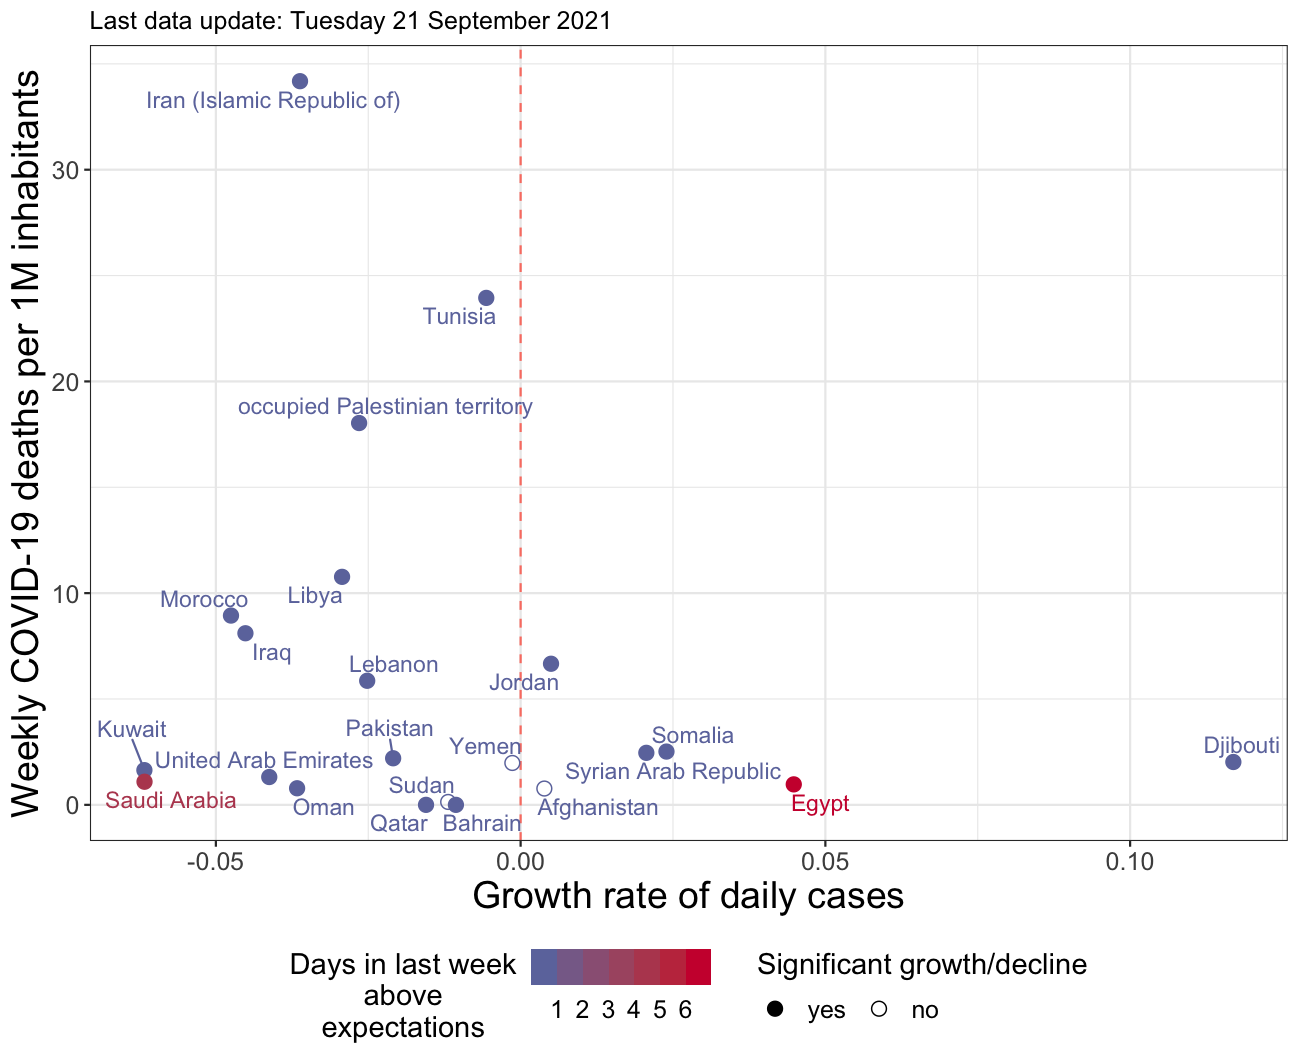 Last data update: Tuesday 21 September 2021
Weekly COVID-19 deaths per 1M inhabitants
30
20
10
0
Iran (Islamic Republic of)
Tunisia
occupied Palestinian territory
Libya
Morocco
Iraq
Lebanon
Jordan
Kuwait
Pakistan
Yemen
Somalia
Djibouti
United Arab Emirates
Syrian Arab Republic
Sudan
Saudi Arabia
Oman
Afghanistan
Egypt
Qatar
Bahrain
-0.05
0.00
0.05
0.10
Growth rate of daily cases
Days in last week
above
expectations
1 2 3 4 5 6
Significant growth/decline
yes
no